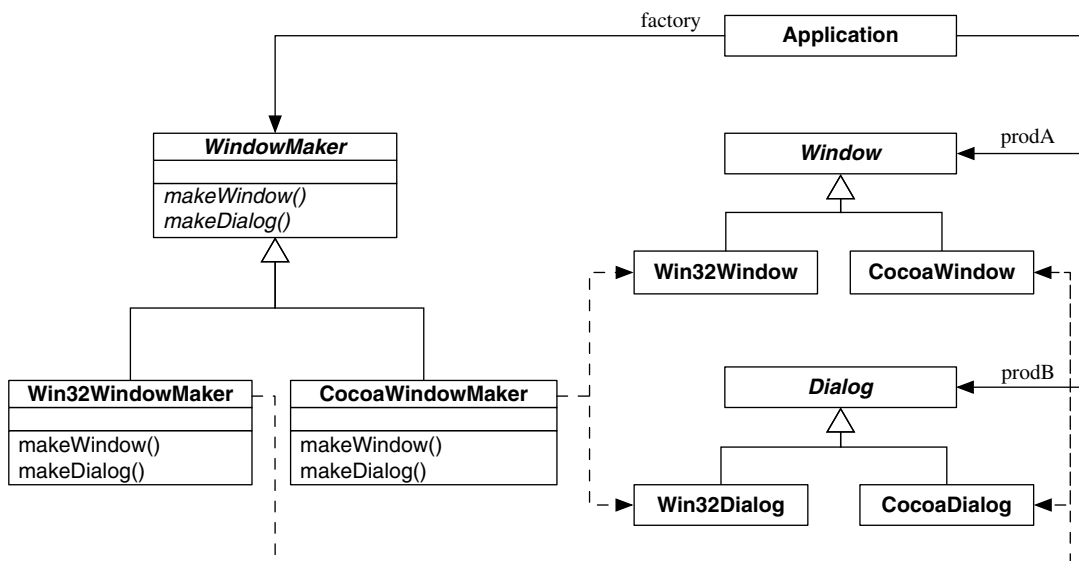 factory
Application
WindowMaker
makeWindow()
makeDialog()
Window
prodA
Win32Window
CocoaWindow
Win32WindowMaker
makeWindow()
makeDialog()
CocoaWindowMaker
makeWindow()
makeDialog()
Dialog
prodB
Win32Dialog
CocoaDialog